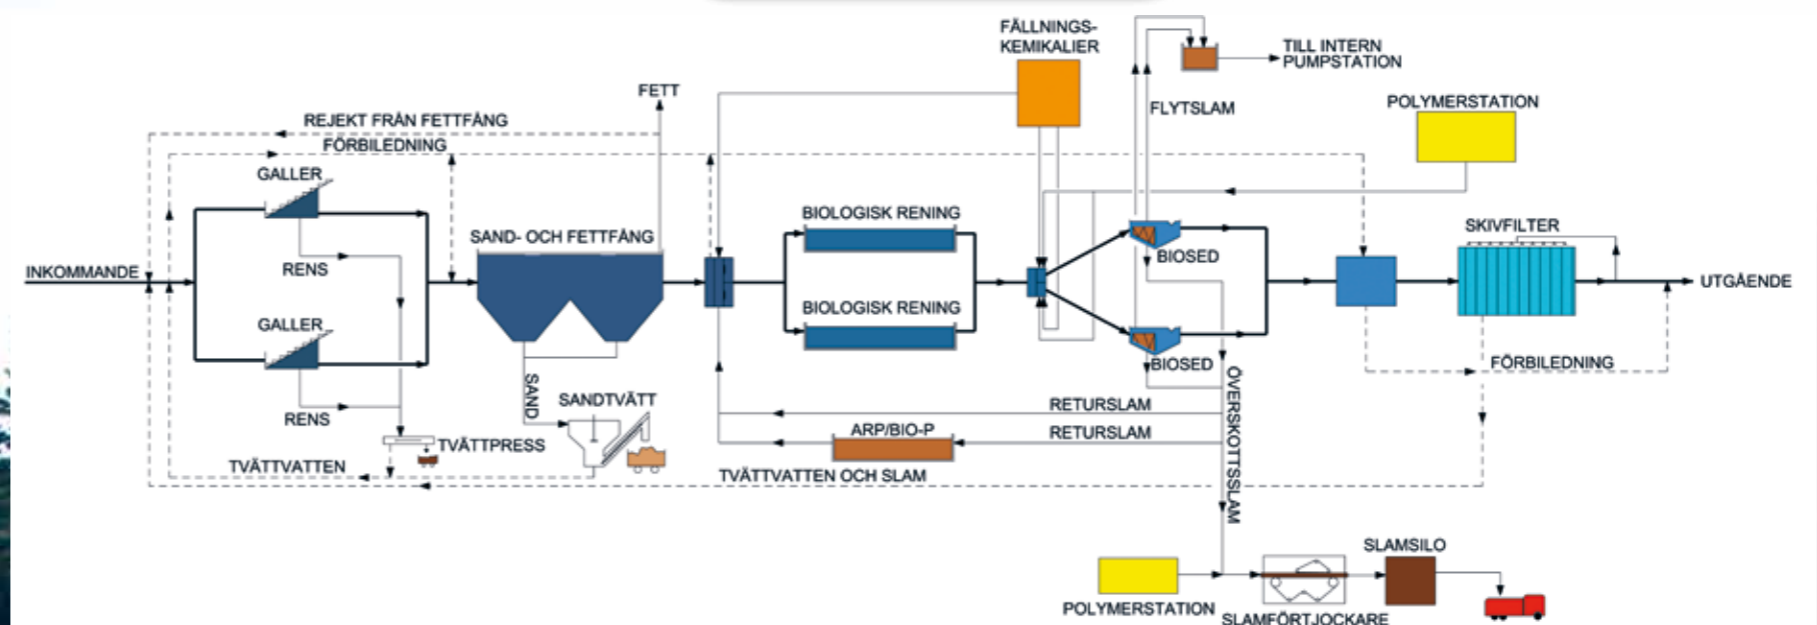 FÄLLNINGS-
KEMIKALIER
TILL INTERN
PUMPSTATION
FETT
FLYTSLAM
POLYMERSTATION
REJEKT FRÅN FETTFÅNG
FÖRBILEDNING
GALLER
BIOLOGISK RENING
SKIVFILTER
SAND- OCH FETTFÅNG
BIOSED
INKOMMANDE
RENS
UTGÅENDE
BIOLOGISK RENING
GALLER
BIOSED
FÖRBILEDNING
SAND
SANDTVÄTT
RETURSLAM
ÖVERSKOTTSSLAM
RENS
ARP/BIO-P
RETURSLAM
TVÄTTPRESS
TVÄTTVATTEN
TVÄTTVATTEN OCH SLAM
SLAMSILO
POLYMERSTATION
SLAMFÖRTJOCKARE